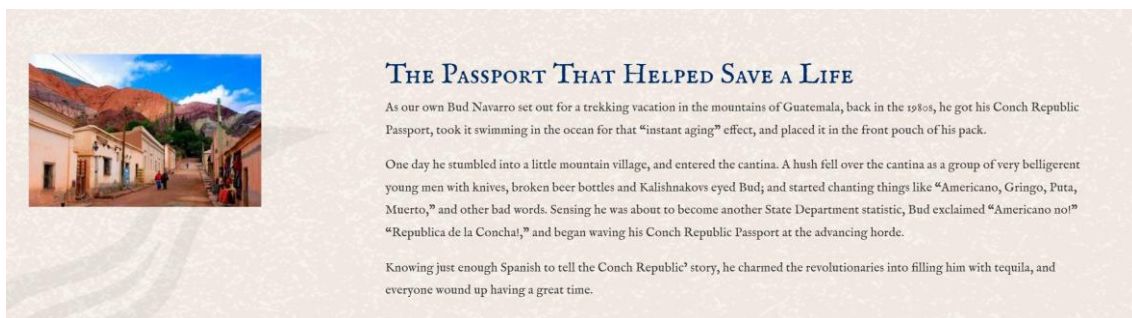 The Passport That Helped Save a Life
As our own Bud Navarro set out for a trekking vacation in the mountains of Guatemala, back in the 1980s, he got his Conch Republic
Passport, took it swimming in the ocean for that “instant aging” effect, and placed it in the front pouch of his pack.
One day he stumbled into a little mountain village, and entered the cantina. A hush fell over the cantina as a group of very belligerent
young men with knives, broken beer bottles and Kalishnakovs eyed Bud; and started chanting things like “Americano, Gringo, Puta,
Muerto,” and other bad words. Sensing he was about to become another State Department statistic, Bud exclaimed “Americano no!”
“Republica de la Concha!,” and began waving his Conch Republic Passport at the advancing horde.
Knowing just enough Spanish to tell the Conch Republic’ story, he charmed the revolutionaries into filling him with tequila, and
everyone wound up having a great time.